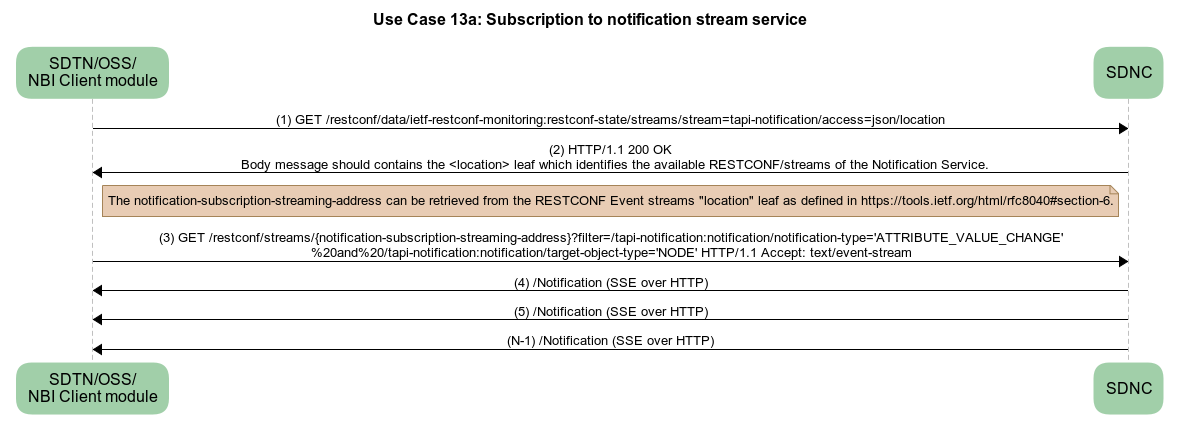 Use Case 13a: Subscription to notification stream service
SDTN/OSS/
NBI Client module
SDNC
(1) GET /restconf/data/ietf-restconf-monitoring:restconf-state/streams/stream=tapi-notification/access=json/location
(2) HTTP/1.1 200 OK
Body message should contains the <location> leaf which identifies the available RESTCONF/streams of the Notification Service.
The notification-subscription-streaming-address can be retrieved from the RESTCONF Event streams "location" leaf as defined in https://tools.ietf.org/html/rfc8040#section-6.
(3) GET /restconf/streams/{notification-subscription-streaming-address}?filter=/tapi-notification:notification/notification-type='ATTRIBUTE_VALUE_CHANGE'
%20and%20/tapi-notification:notification/target-object-type='NODE' HTTP/1.1 Accept: text/event-stream
(4) /Notification (SSE over HTTP)
(5) /Notification (SSE over HTTP)
(N-1) /Notification (SSE over HTTP)
SDTN/OSS/
NBI Client module
SDNC